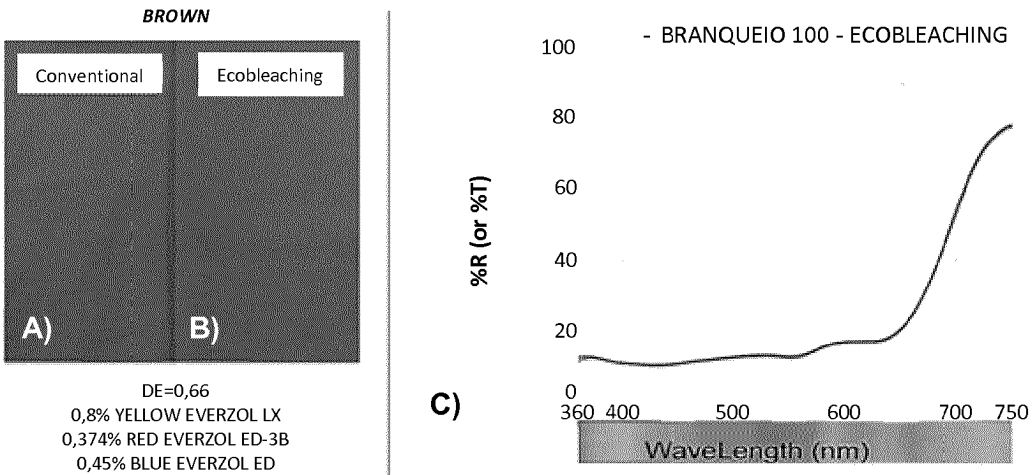 BROWN
Conventional
Ecobleaching
A)
B)
DE=0,66
0,8% YELLOW EVERZOL LX
0,374% RED EVERZOL ED-3B
0,45% BLUE EVERZOL ED
- BRANQUEIO 100 - ECOBLEACHING
%R (or %T)
100
80
60
40
20
0
360 400 500 600 700 750
WaveLength (nm)
C)